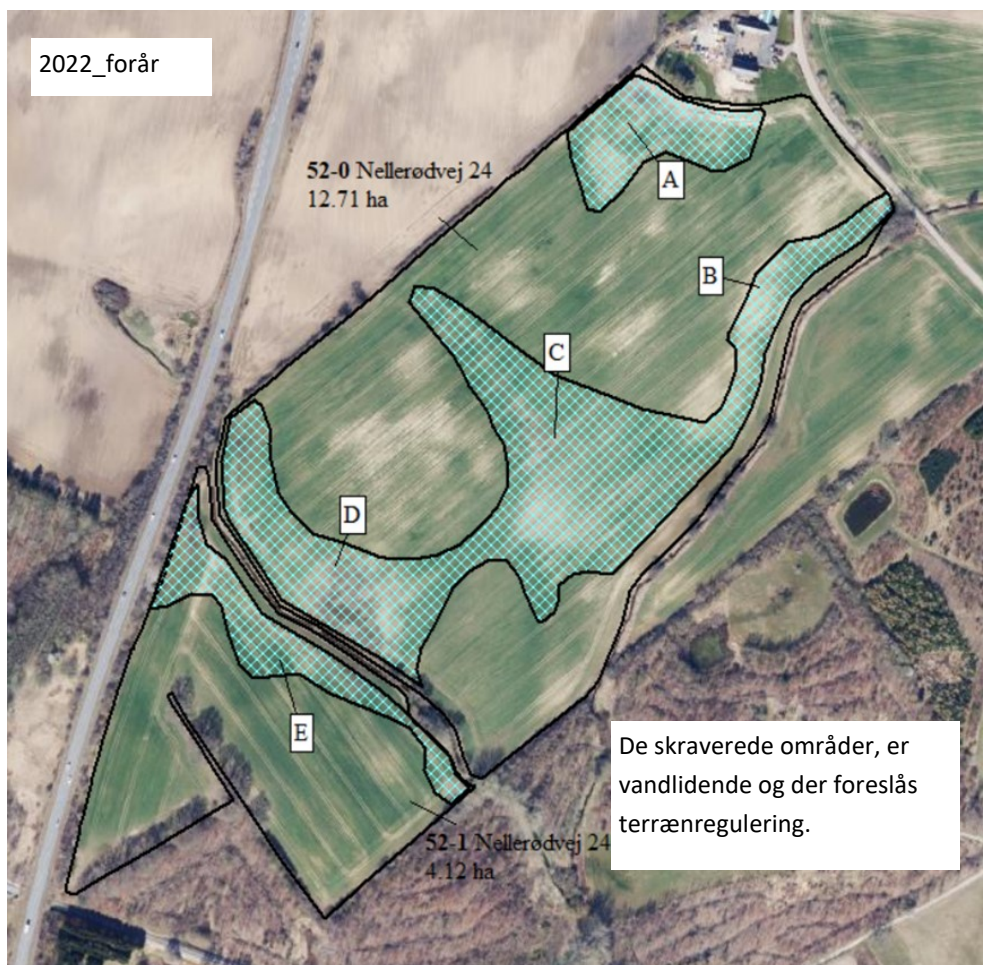 2022_forår
52-0 Nellerødvej 24
12.71 ha
A
B
C
D
E
De skraverede områder, er
vandlidende og der foreslås
terrænregulering.
52-1 Nellerødvej 24
4.12 ha